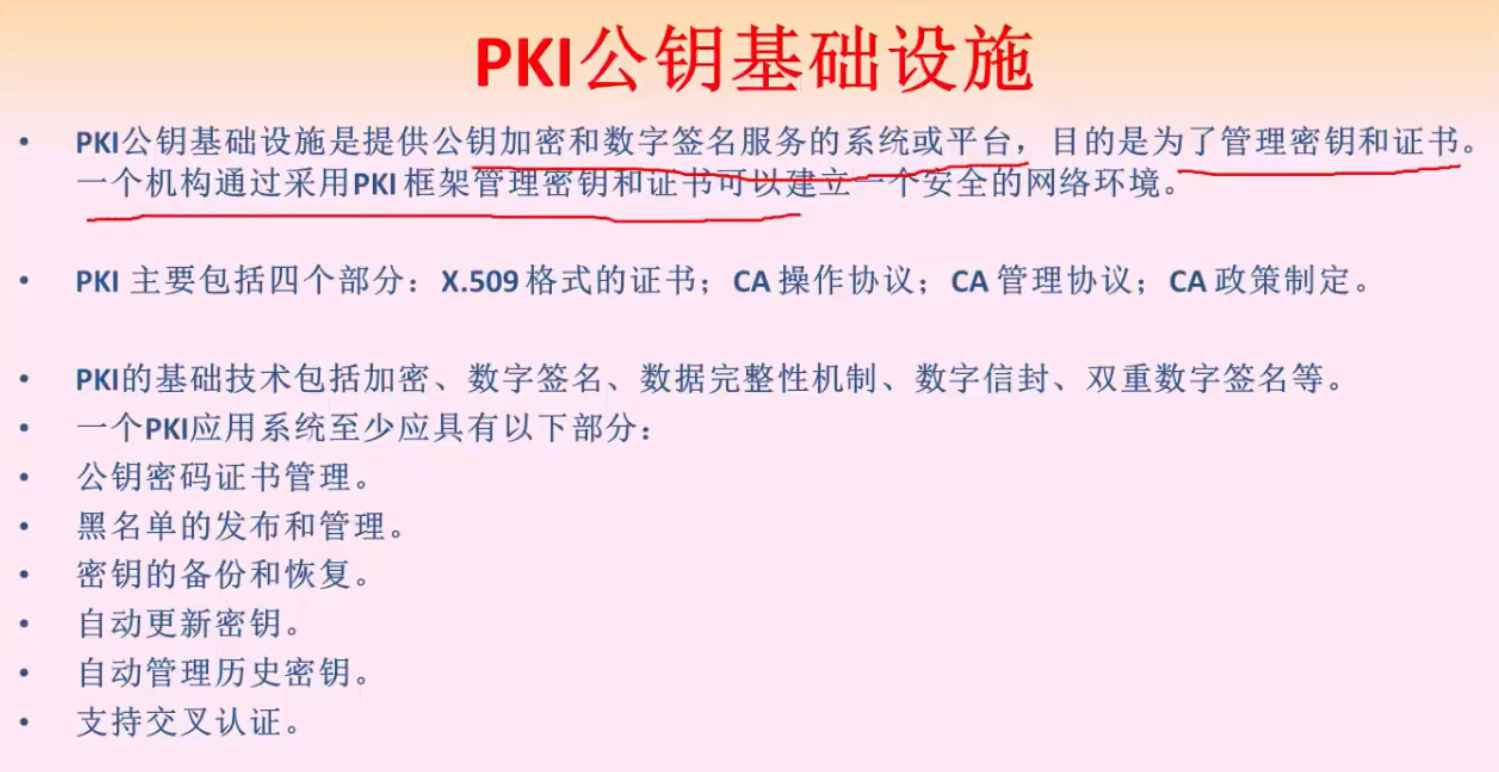 PKI公钥基础设施
• PKI公钥基础设施是提供公钥加密和数字签名服务的系统或平台，目的是为了管理密钥和证书。
一个机构通过采用PKI 框架管理密钥和证书可以建立一个安全的网络环境。
• PKI 主要包括四个部分：X.509 格式的证书；CA 操作协议；CA 管理协议；CA 政策制定。
• PKI的基础技术包括加密、数字签名、数据完整性机制、数字信封、双重数字签名等。
• 一个PKI应用系统至少应具有以下部分：
• 公钥密码证书管理。
• 黑名单的发布和管理。
• 密钥的备份和恢复。
• 自动更新密钥。
• 自动管理历史密钥。
• 支持交叉认证。